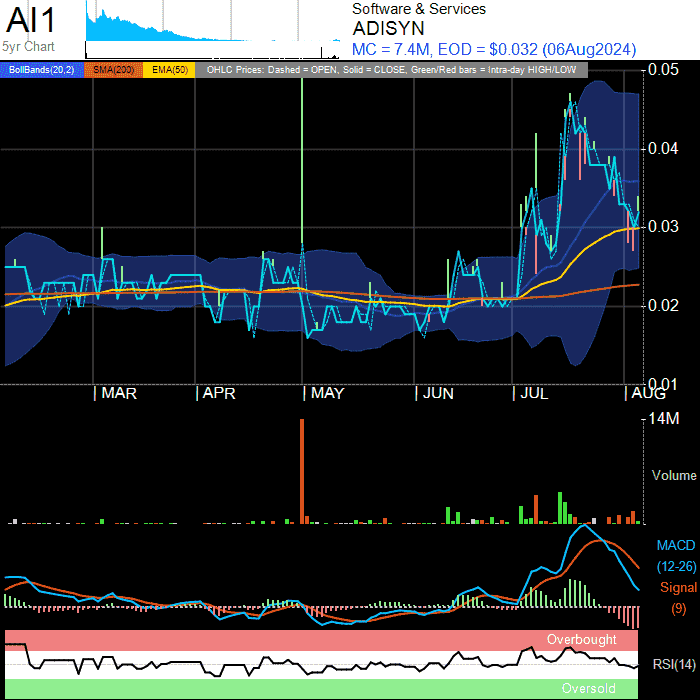 AI1
5yr Chart
Software & Services
ADISYN
MC = 7.4M, EOD = $0.032 (06Aug2024)
BollBands(20,2) SMA(200) EMA(50) OHLC Prices: Dashed = OPEN, Solid = CLOSE, Green/Red bars = Intra-day HIGH/LOW
0.05
0.04
0.03
0.02
0.01
| MAR | APR | MAY | JUN | JUL | AUG
14M
Volume
MACD
(12-26)
Signal
(9)
Overbought
RSI(14)
Oversold